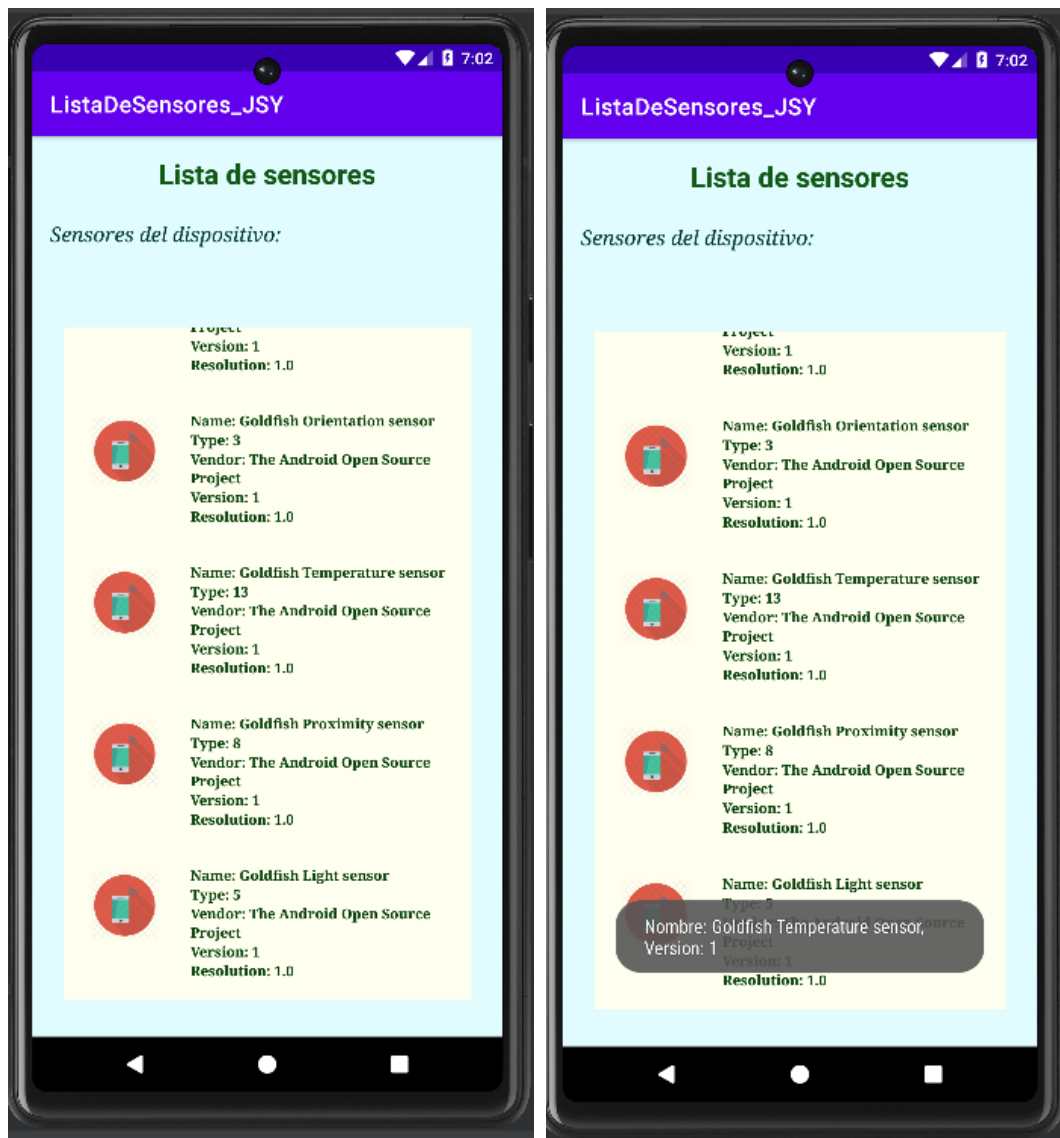 7:02
ListaDeSensores_JSY
Lista de sensores
Sensores del dispositivo:
Project
Version: 1
Resolution: 1.0
Name: Goldfish Orientation sensor
Type: 3
Vendor: The Android Open Source
Project
Version: 1
Resolution: 1.0
Name: Goldfish Temperature sensor
Type: 13
Vendor: The Android Open Source
Project
Version: 1
Resolution: 1.0
Name: Goldfish Proximity sensor
Type: 8
Vendor: The Android Open Source
Project
Version: 1
Resolution: 1.0
Name: Goldfish Light sensor
Type: 5
Vendor: The Android Open Source
Project
Version: 1
Resolution: 1.0
7:02
ListaDeSensores_JSY
Lista de sensores
Sensores del dispositivo:
Project
Version: 1
Resolution: 1.0
Name: Goldfish Orientation sensor
Type: 3
Vendor: The Android Open Source
Project
Version: 1
Resolution: 1.0
Name: Goldfish Temperature sensor
Type: 13
Vendor: The Android Open Source
Project
Version: 1
Resolution: 1.0
Name: Goldfish Proximity sensor
Type: 8
Vendor: The Android Open Source
Project
Version: 1
Resolution: 1.0
Name: Goldfish Light sensor
Type: 5
Nombre: Goldfish Temperature sensor,
Version: 1
Version: 1
Resolution: 1.0